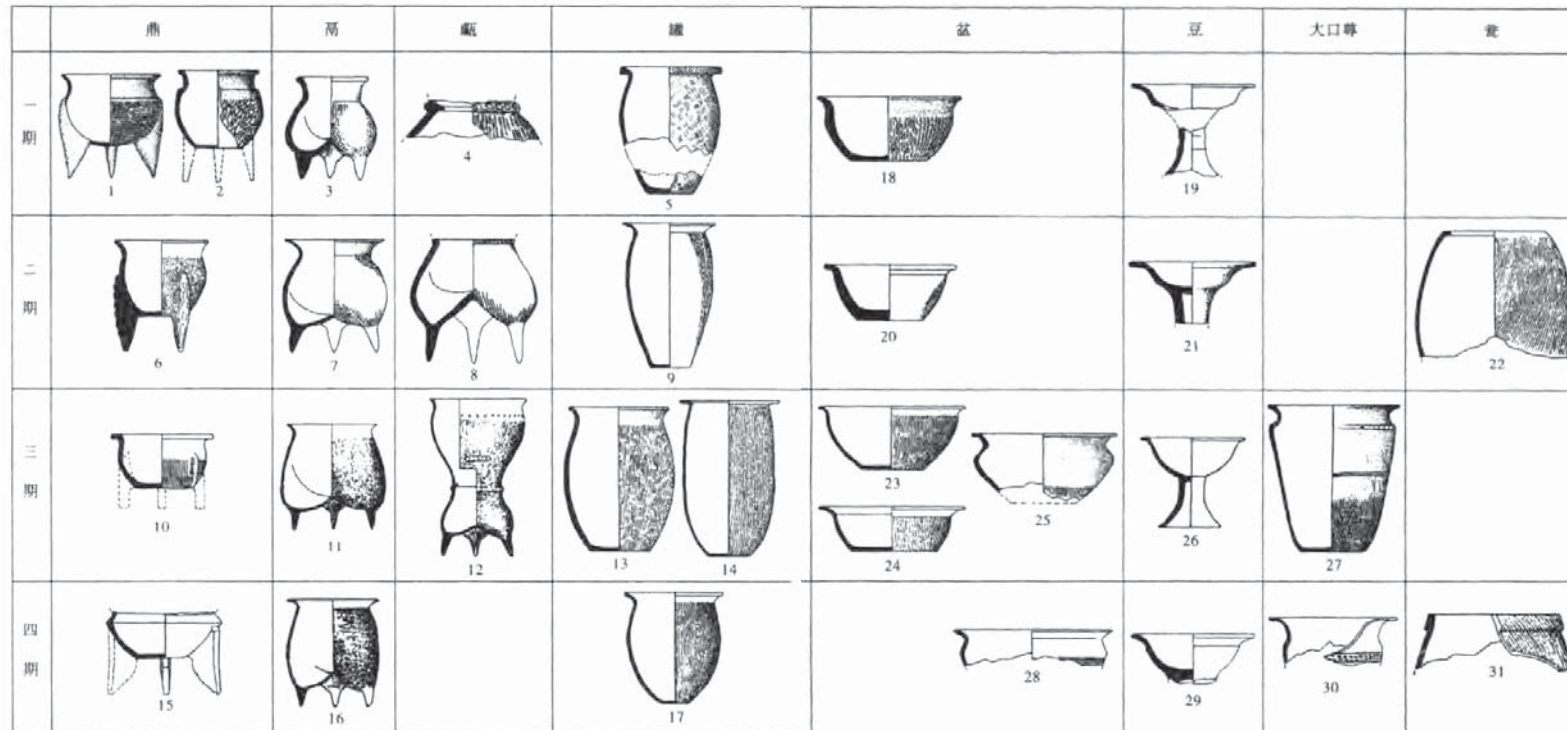 鼎 鬲 甗 罐 盆 豆 大口尊 瓮
一期
1 2 3 4 5 18 19
二期
6 7 8 9 20 21 22
三期
10 11 12 13 14 23 24 25 26 27
四期
15 16 17 28 29 30 31